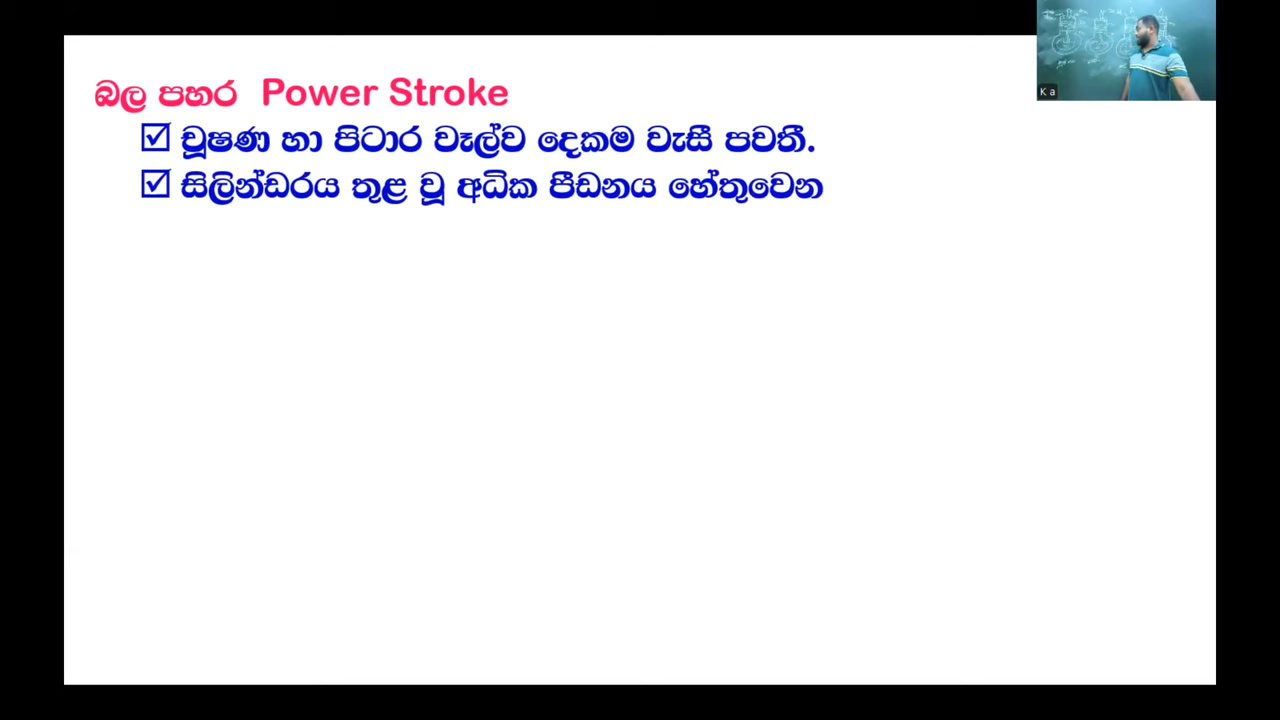 බල පහර Power Stroke
☑ චූෂණ හා පිටාර වෑල්ව දෙකම වැසී පවතී.
☑ සිලින්ඩරය තුළ වූ අධික පීඩනය හේතුවෙන
K a